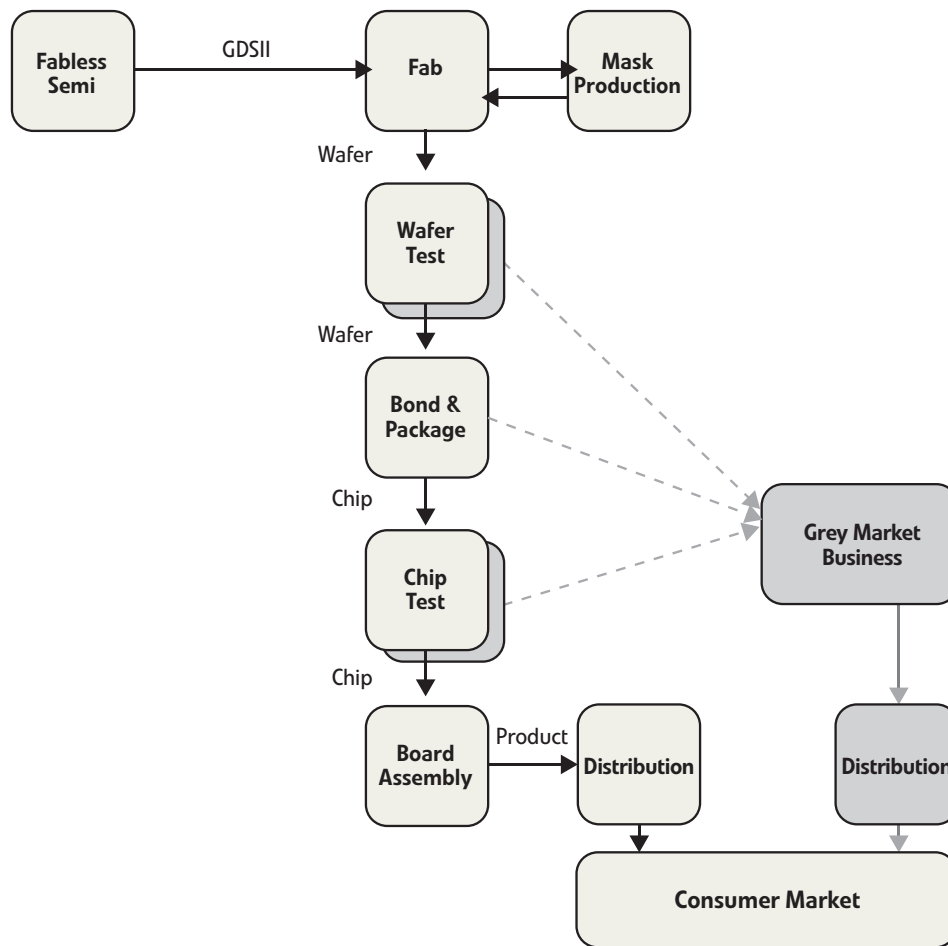 Fabless
Semi
GDSII
Fab
Mask
Production
Wafer
Wafer
Test
Wafer
Bond &
Package
Chip
Grey Market
Business
Chip
Test
Chip
Board
Assembly
Product
Distribution
Distribution
Consumer Market